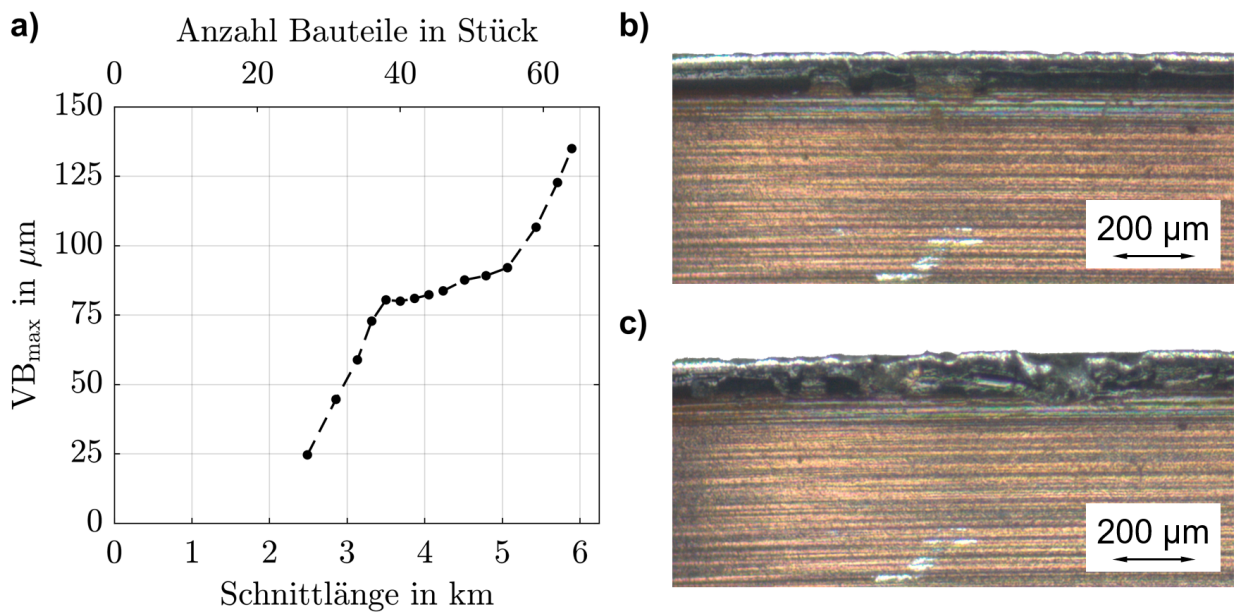 a)
Anzahl Bauteile in Stück
0 20 40 60
150
125
100
75
50
25
0
VBmax in μm
0 1 2 3 4 5 6
Schnittlänge in km
b)
200 µm
c)
200 µm